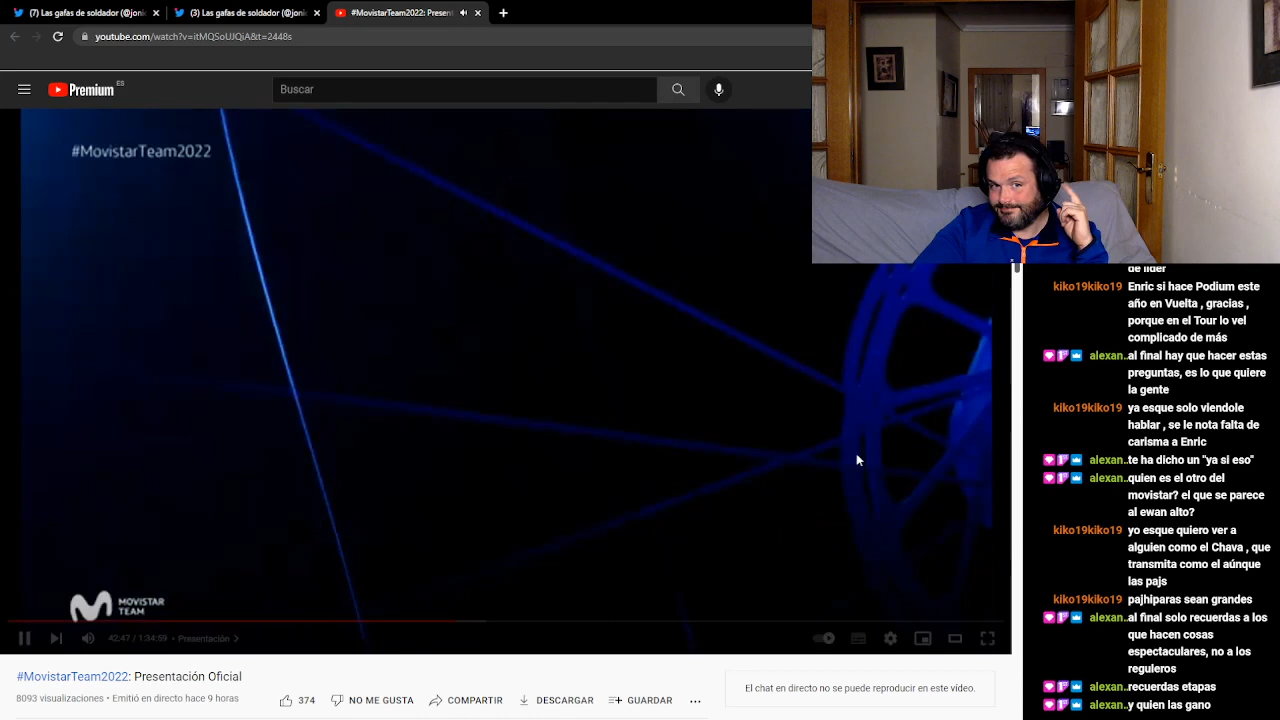 (7) Las gafas de soldador (@jonic
(3) Las gafas de soldador (@jonic
#MovistarTeam2022: Present
youtube.com/watch?v=itMQSoUJQiA&t=2448s
Premium ES
Buscar
#MovistarTeam2022
MOVISTAR
TEAM
42:47 / 1:34:59 • Presentación
#MovistarTeam2022: Presentación Oficial
8093 visualizaciones • Emitió en directo hace 9 horas
374
NO ME GUSTA
COMPARTIR
DESCARGAR
GUARDAR
El chat en directo no se puede reproducir en este vídeo.
de lider
kiko19kiko19 Enric si hace Podium este
año en Vuelta , gracias ,
porque en el Tour lo vel
complicado de más
alexan.. al final hay que hacer estas
preguntas, es lo que quiere
la gente
kiko19kiko19 ya esque solo viendole
hablar , se le nota falta de
carisma a Enric
alexan.. te ha dicho un "ya si eso"
alexan.. quien es el otro del
movistar? el que se parece
al ewan alto?
kiko19kiko19 yo esque quiero ver a
alguien como el Chava , que
transmita como el aúnque
las pajs
kiko19kiko19 pajhiparas sean grandes
alexan.. al final solo recuerdas a los
que hacen cosas
espectaculares, no a los
reguleros
alexan.. recuerdas etapas
alexan.. y quien las gano